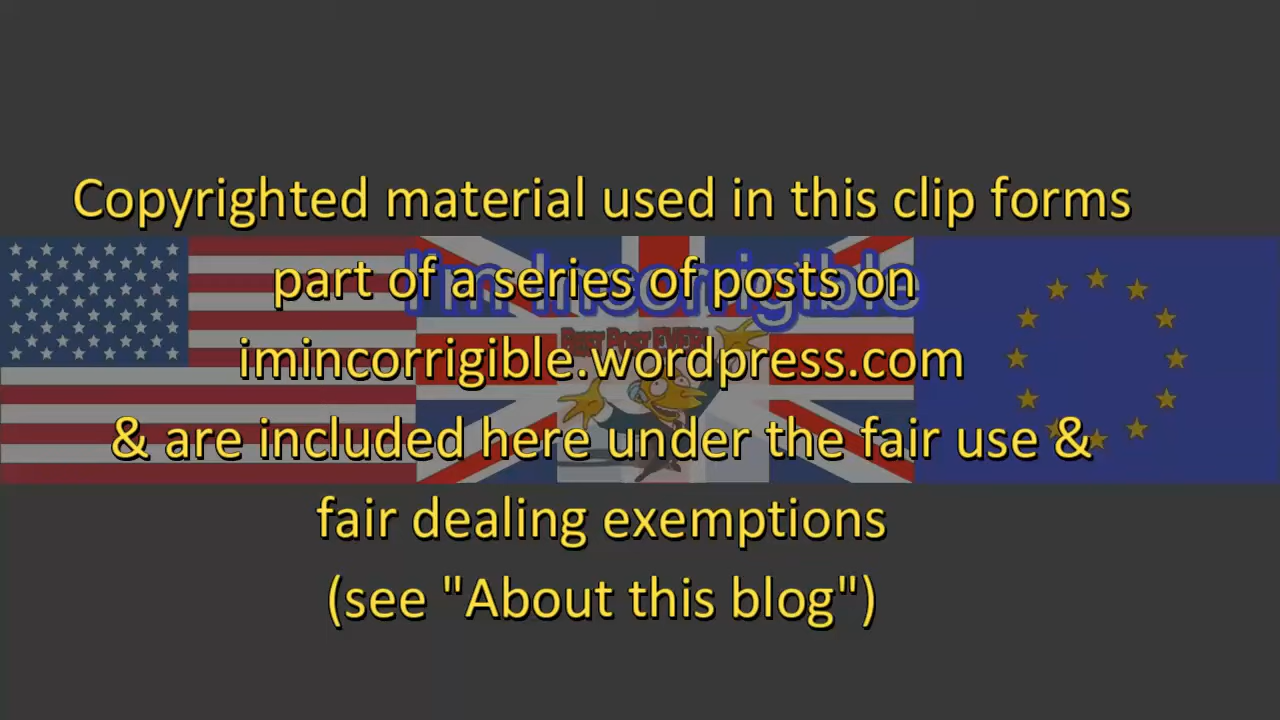 Copyrighted material used in this clip forms
I'm Incorrigible
part of a series of posts on
imincorrigible.wordpress.com
& are included here under the fair use &
fair dealing exemptions
(see "About this blog")